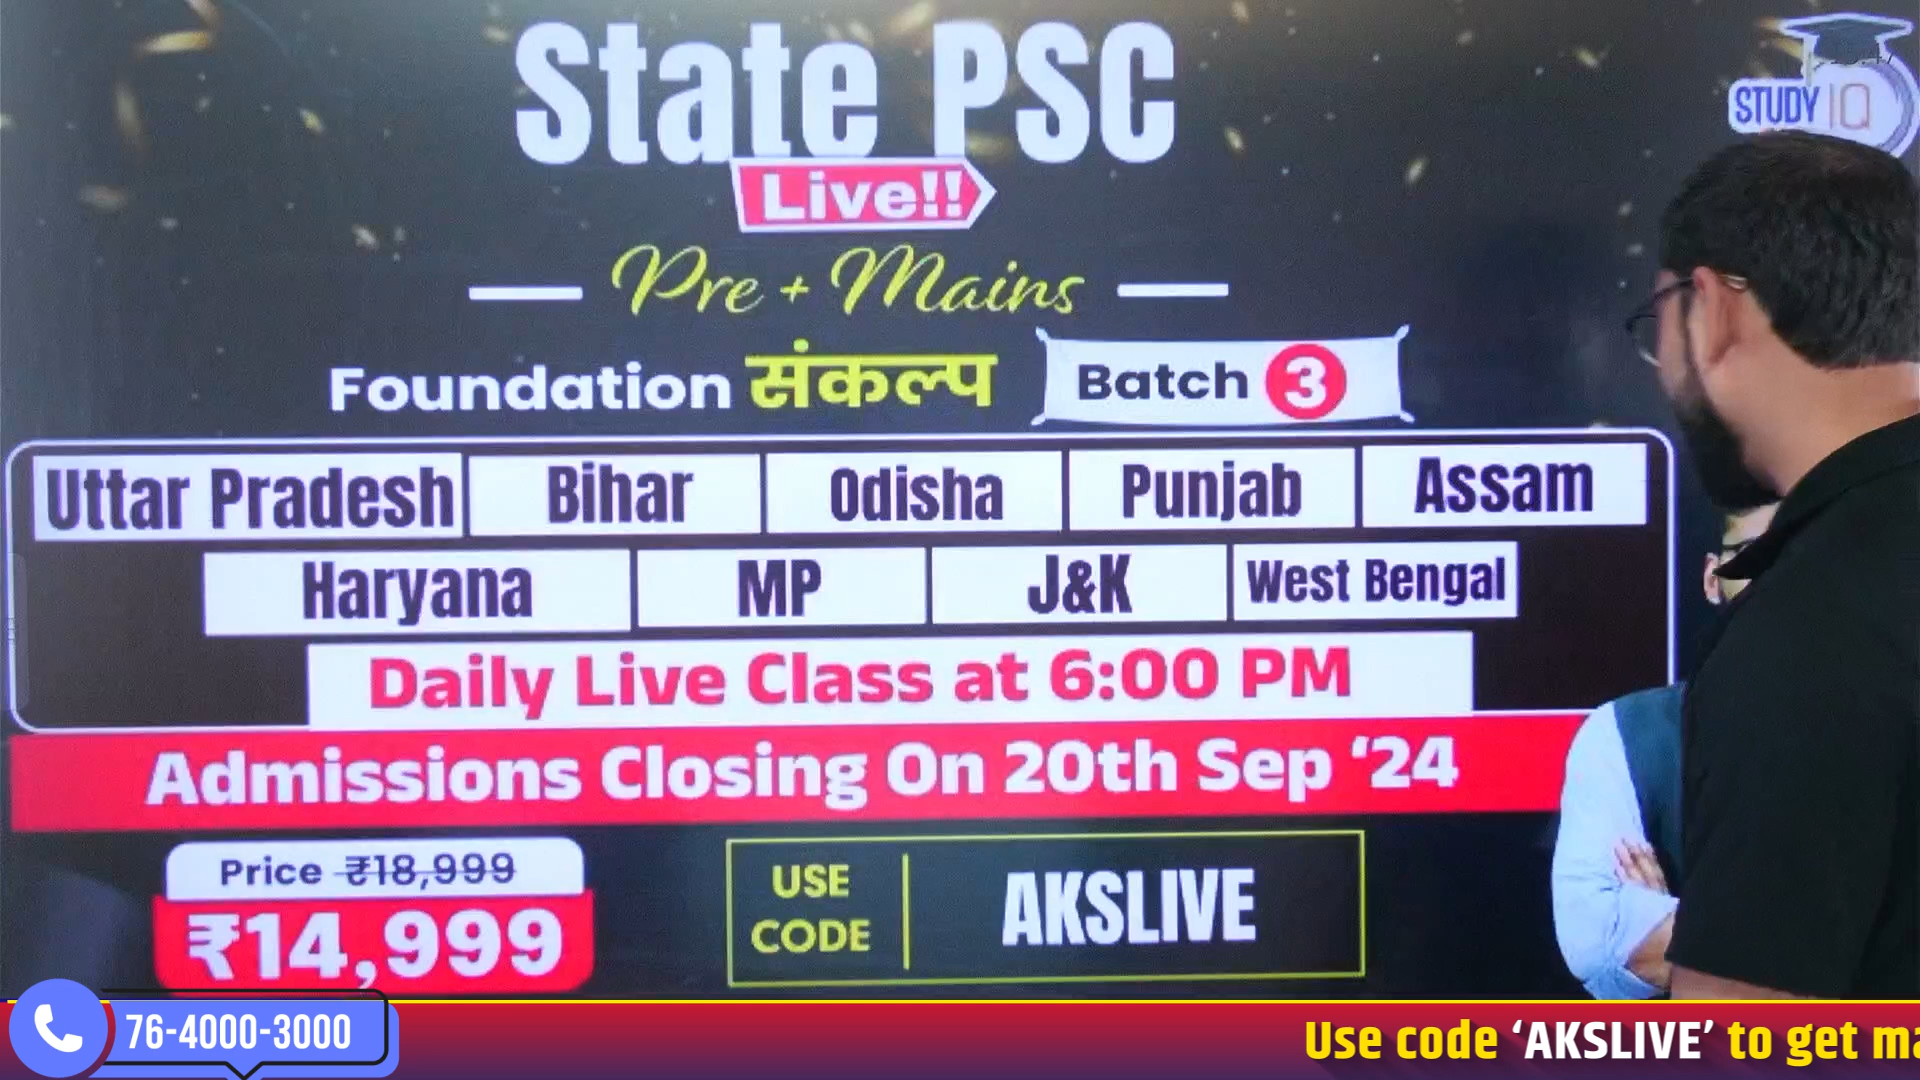 State PSC
STUDY IQ
Live!!
Pre + Mains
Foundation संकल्प Batch 3
Uttar Pradesh Bihar Odisha Punjab Assam
Haryana MP J&K West Bengal
Daily Live Class at 6:00 PM
Admissions Closing On 20th Sep ‘24
Price ₹18,999
₹14,999
USE CODE AKSLIVE
76-4000-3000
Use code ‘AKSLIVE’ to get